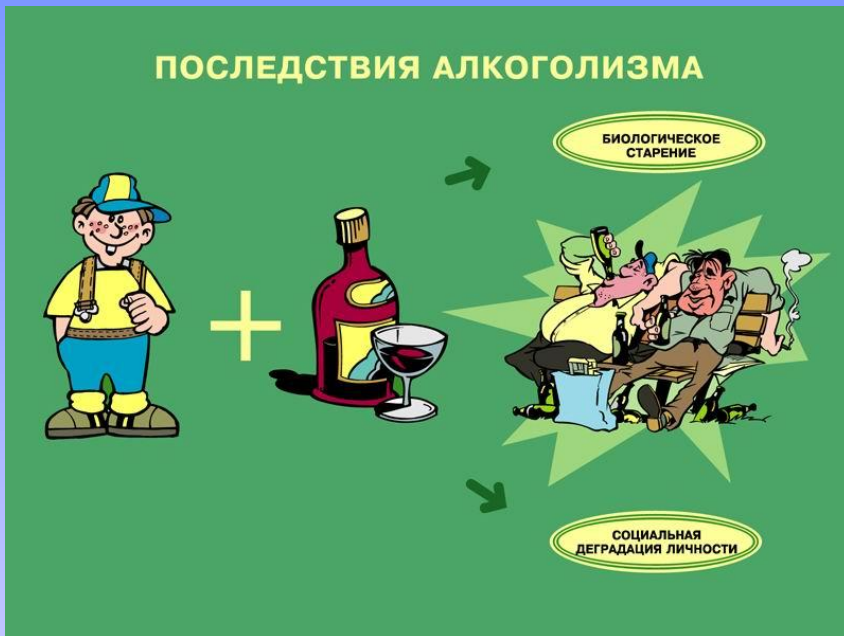 ПОСЛЕДСТВИЯ АЛКОГОЛИЗМА
БИОЛОГИЧЕСКОЕ
СТАРЕНИЕ
СОЦИАЛЬНАЯ
ДЕГРАДАЦИЯ ЛИЧНОСТИ